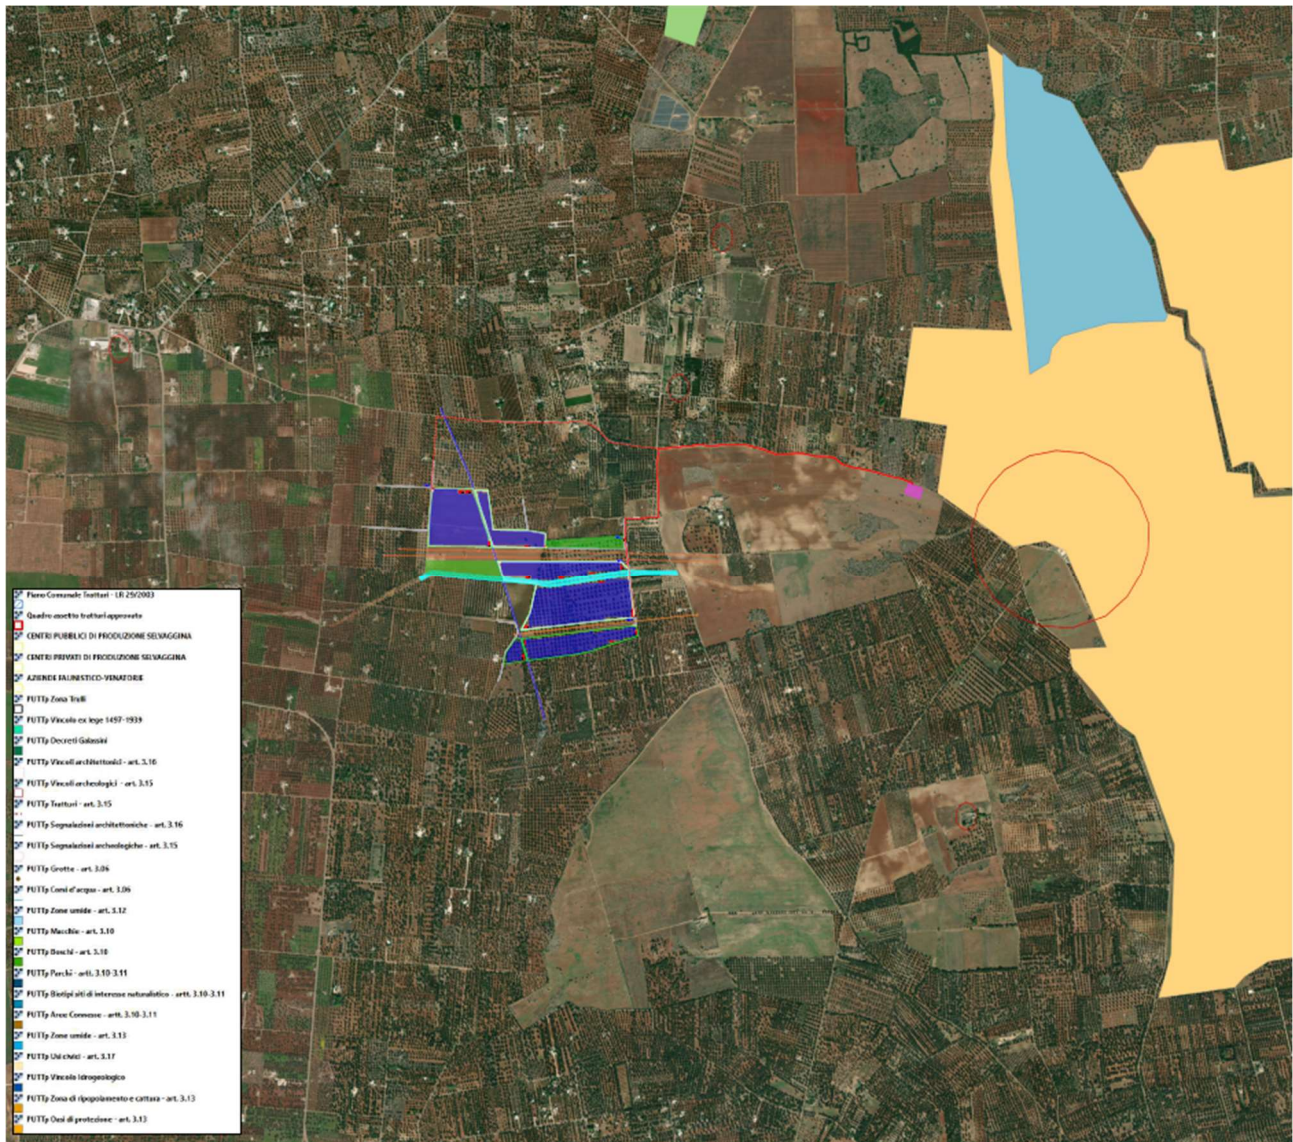 Piano Comunale Tratturi - LR 29/2003
Quadro assetto tratturi approvato
CENTRI PUBBLICI DI PRODUZIONE SELVAGGINA
CENTRI PRIVATI DI PRODUZIONE SELVAGGINA
AZIENDE FAUNISTICO-VENATORIE
PUTTp Zona Trulli
PUTTp Vincolo ex lege 1497-1939
PUTTp Decreti Galassini
PUTTp Vincoli architettonici - art. 3.16
PUTTp Vincoli archeologici - art. 3.15
PUTTp Tratturi - art. 3.15
PUTTp Segnalazioni architettoniche - art. 3.16
PUTTp Segnalazioni archeologiche - art. 3.15
PUTTp Grotte - art. 3.06
PUTTp Corsi d'acqua - art. 3.06
PUTTp Zone umide - art. 3.12
PUTTp Macchie - art. 3.10
PUTTp Boschi - art. 3.10
PUTTp Parchi - artt. 3.10-3.11
PUTTp Biotipi siti di interesse naturalistico - artt. 3.10-3.11
PUTTp Aree Connesse - artt. 3.10-3.11
PUTTp Zone umide - art. 3.13
PUTTp Usi civici - art. 3.17
PUTTp Vincolo Idrogeologico
PUTTp Zona di ripopolamento e cattura - art. 3.13
PUTTp Oasi di protezione - art. 3.13